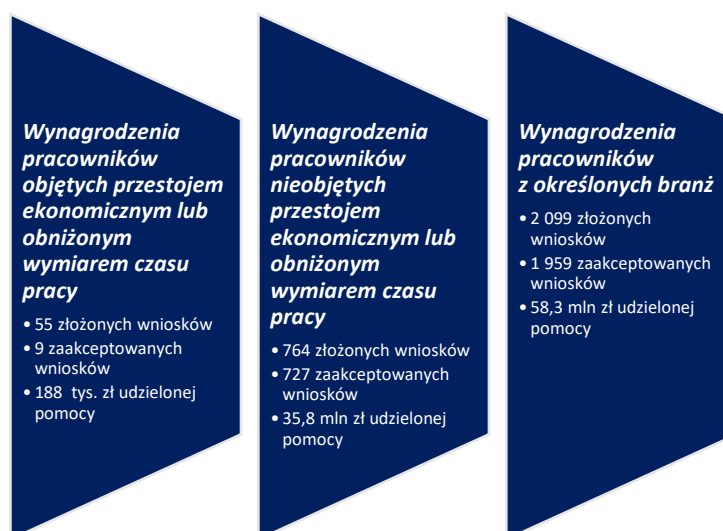 Wynagrodzenia
pracowników
objętych przestojem
ekonomicznym lub
obniżonym
wymiarem czasu
pracy
• 55 złożonych wniosków
• 9 zaakceptowanych
wniosków
• 188 tys. zł udzielonej
pomocy
Wynagrodzenia
pracowników
nieobjętych
przestojem
ekonomicznym lub
obniżonym
wymiarem czasu
pracy
• 764 złożonych wniosków
• 727 zaakceptowanych
wniosków
• 35,8 mln zł udzielonej
pomocy
Wynagrodzenia
pracowników
z określonych branż
• 2 099 złożonych
wniosków
• 1 959 zaakceptowanych
wniosków
• 58,3 mln zł udzielonej
pomocy